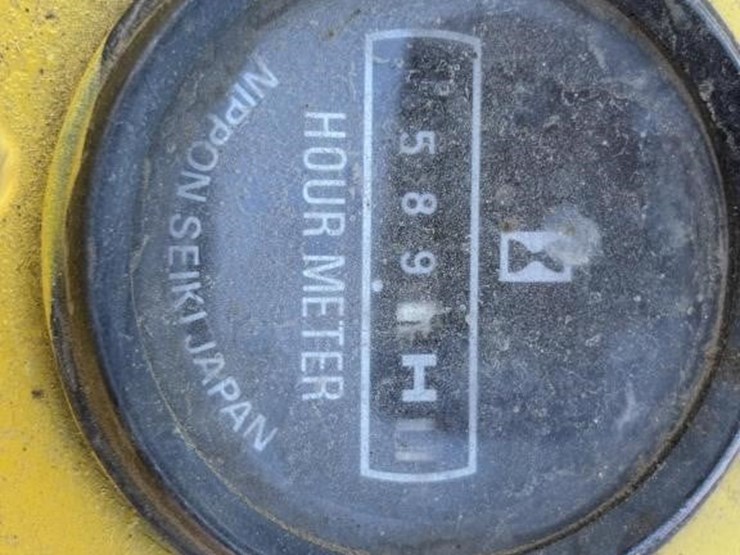 589 H
HOUR METER
NIPPON SEIKI JAPAN